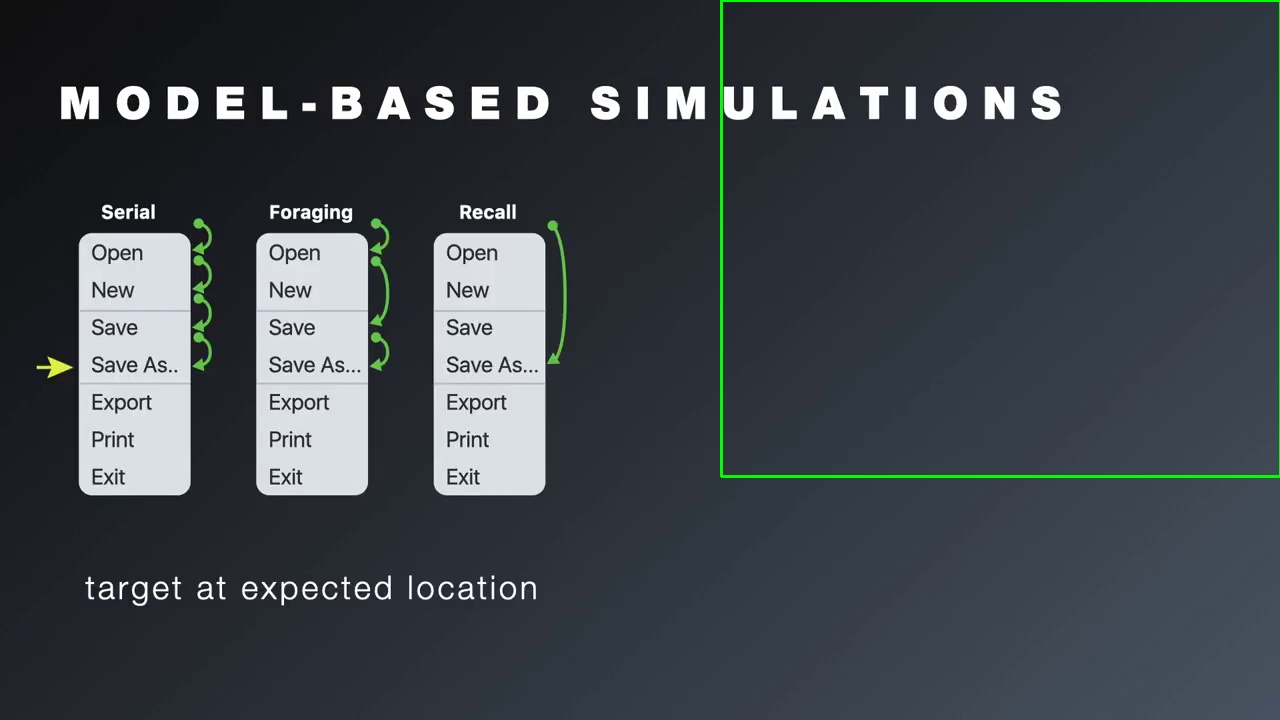 MODEL-BASED SIMULATIONS
Serial
Open
New
Save
Save As..
Export
Print
Exit
Foraging
Open
New
Save
Save As...
Export
Print
Exit
Recall
Open
New
Save
Save As...
Export
Print
Exit
target at expected location